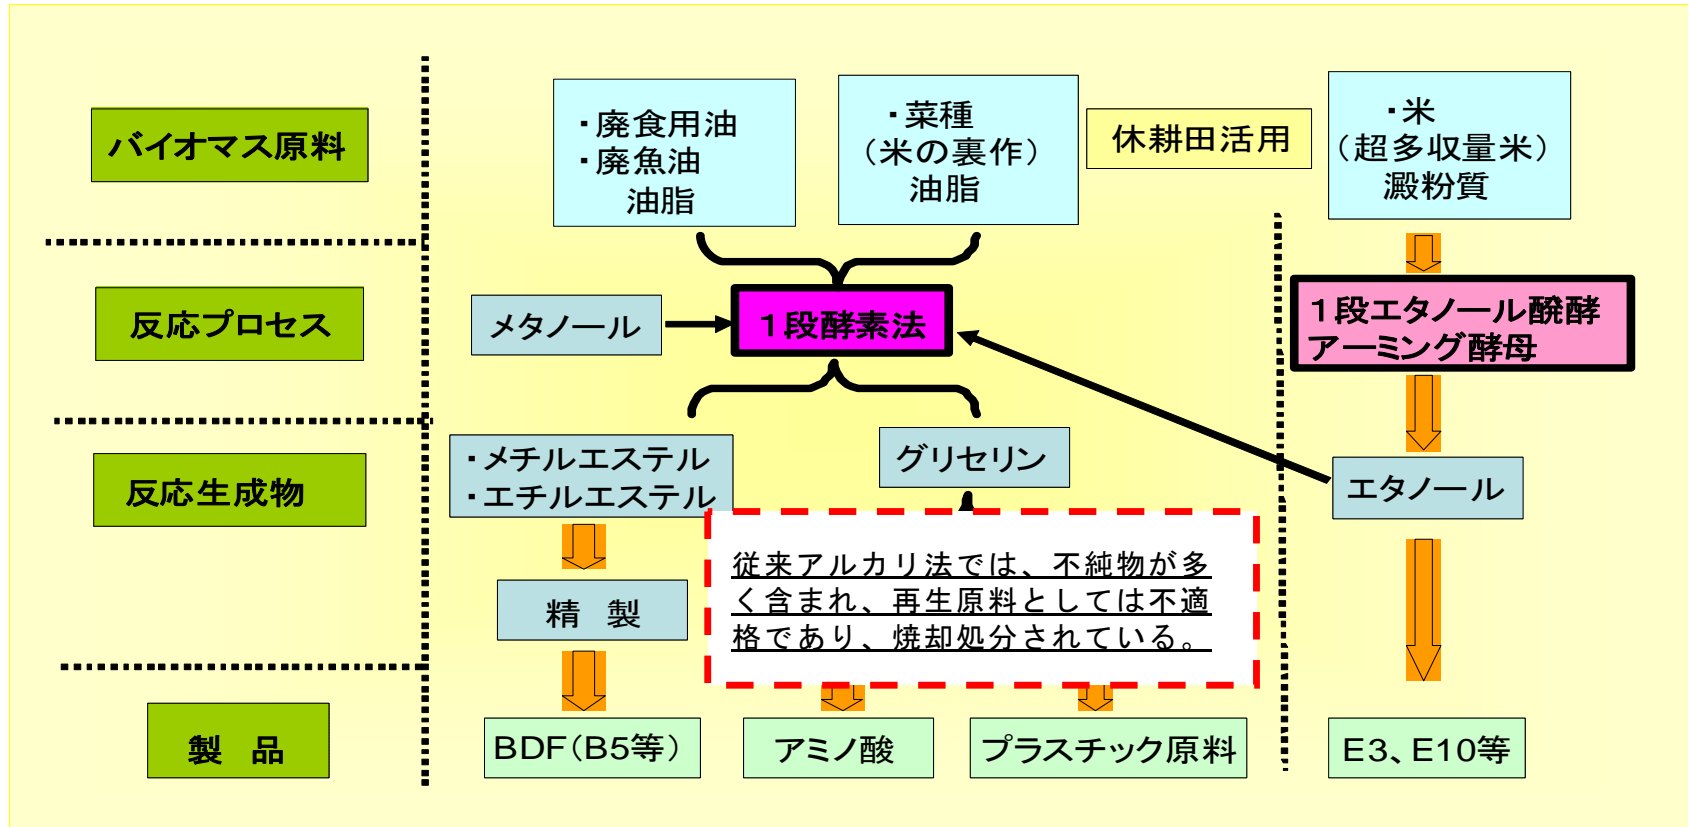 バイオマス原料
・廃食用油
・廃魚油
油脂
・菜種
（米の裏作）
油脂
休耕田活用
・米
（超多収量米）
澱粉質
反応プロセス
メタノール
１段酵素法
１段エタノール醗酵
アーミング酵母
反応生成物
・メチルエステル
・エチルエステル
グリセリン
エタノール
従来アルカリ法では、不純物が多
く含まれ、再生原料としては不適
格であり、焼却処分されている。
精　製
製　品
BDF（B5等）
アミノ酸
プラスチック原料
E3、E10等